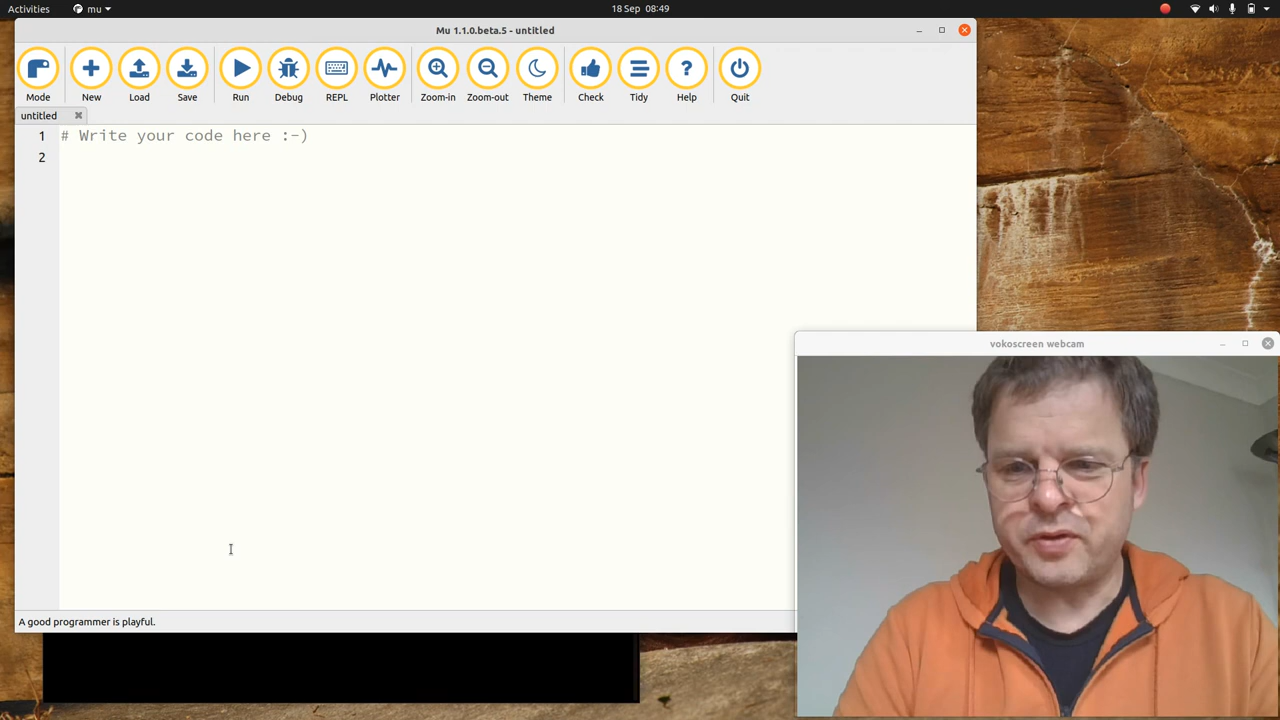 Activities
mu
18 Sep 08:49
Mu 1.1.0.beta.5 - untitled
Mode
New
Load
Save
Run
Debug
REPL
Plotter
Zoom-in
Zoom-out
Theme
Check
Tidy
Help
Quit
untitled
1 # Write your code here :-)
2
vokoscreen webcam
A good programmer is playful.